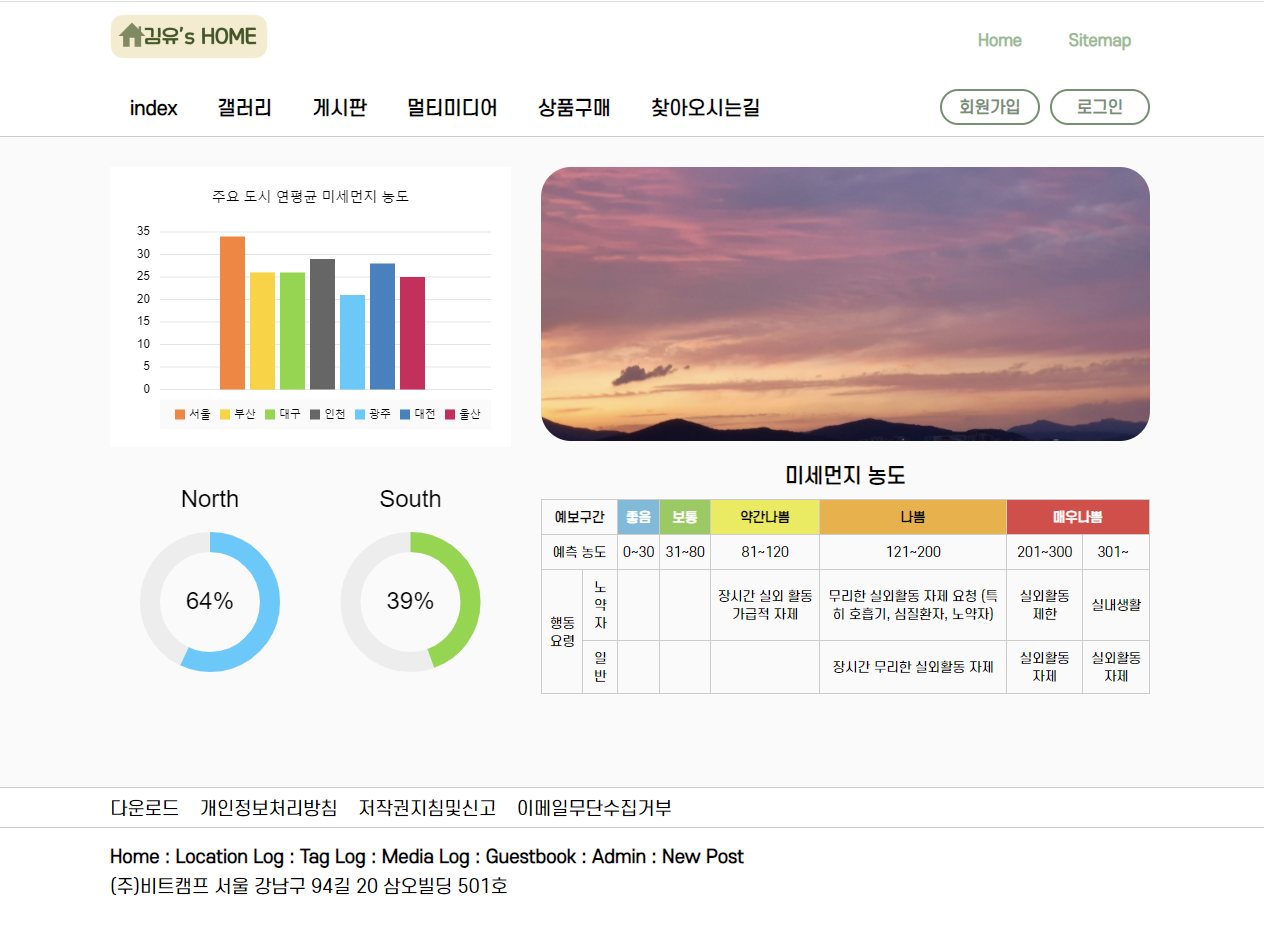 김유's HOME
Home Sitemap
index 갤러리 게시판 멀티미디어 상품구매 찾아오시는길 회원가입 로그인
주요 도시 연평균 미세먼지 농도
35
30
25
20
15
10
5
0
서울 부산 대구 인천 광주 대전 울산
North South
64% 39%
미세먼지 농도
예보구간 좋음 보통 약간나쁨 나쁨 매우나쁨
예측 농도 0~30 31~80 81~120 121~200 201~300 301~
행동
요령
노
약
자
장시간 실외 활동
가급적 자제
무리한 실외활동 자제 요청 (특
히 호흡기, 심질환자, 노약자)
실외활동
제한
실내생활
일
반
장시간 무리한 실외활동 자제
실외활동
자제
실외활동
자제
다운로드 개인정보처리방침 저작권지침및신고 이메일무단수집거부
Home : Location Log : Tag Log : Media Log : Guestbook : Admin : New Post
(주)비트캠프 서울 강남구 94길 20 삼오빌딩 501호